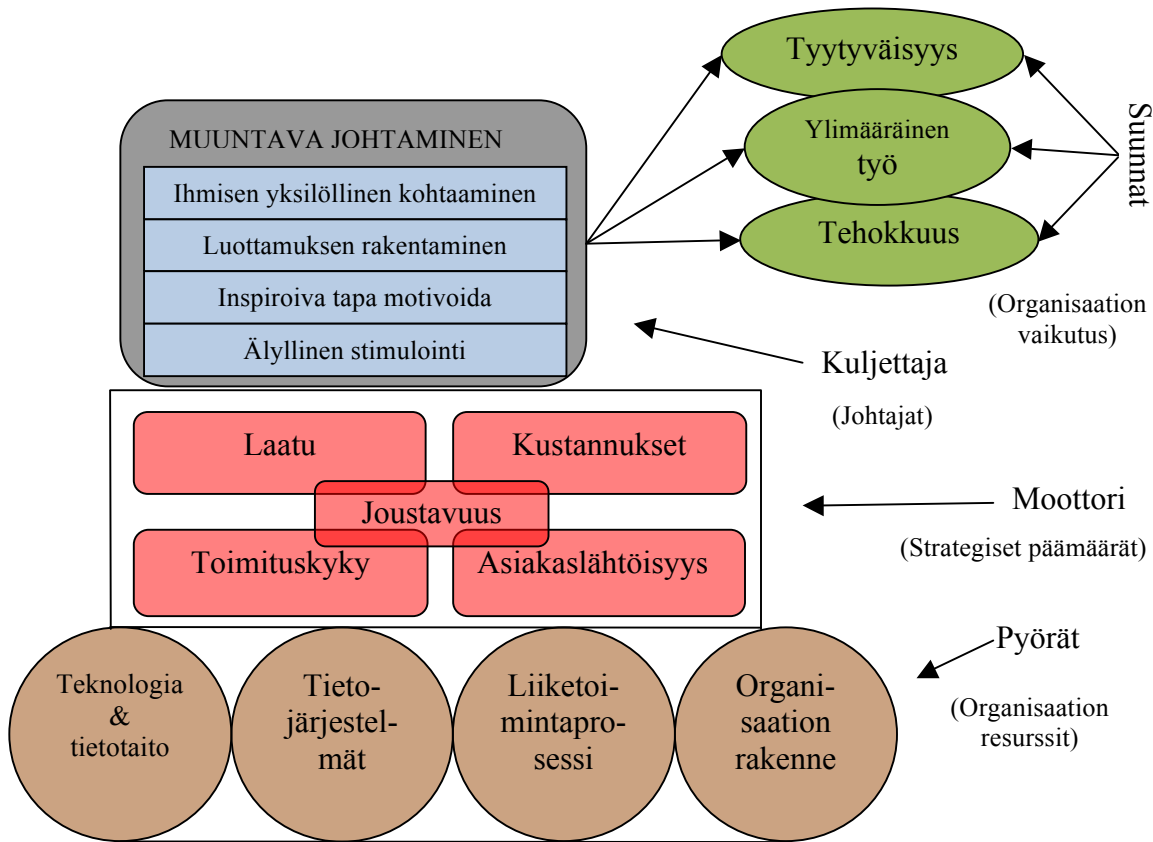 Tyytyväisyys
Ylimääräinen
työ
Tehokkuus
Suunnat
(Organisaation
vaikutus)
MUUNTAVA JOHTAMINEN
Ihmisen yksilöllinen kohtaaminen
Luottamuksen rakentaminen
Inspiroiva tapa motivoida
Älyllinen stimulointi
Kuljettaja
(Johtajat)
Laatu
Kustannukset
Joustavuus
Toimituskyky
Asiakaslähtöisyys
Moottori
(Strategiset päämäärät)
Teknologia
&
tietotaito
Tieto-
järjestel-
mät
Liiketoi-
mintapro-
sessi
Organi-
saation
rakenne
Pyörät
(Organisaation
resurssit)